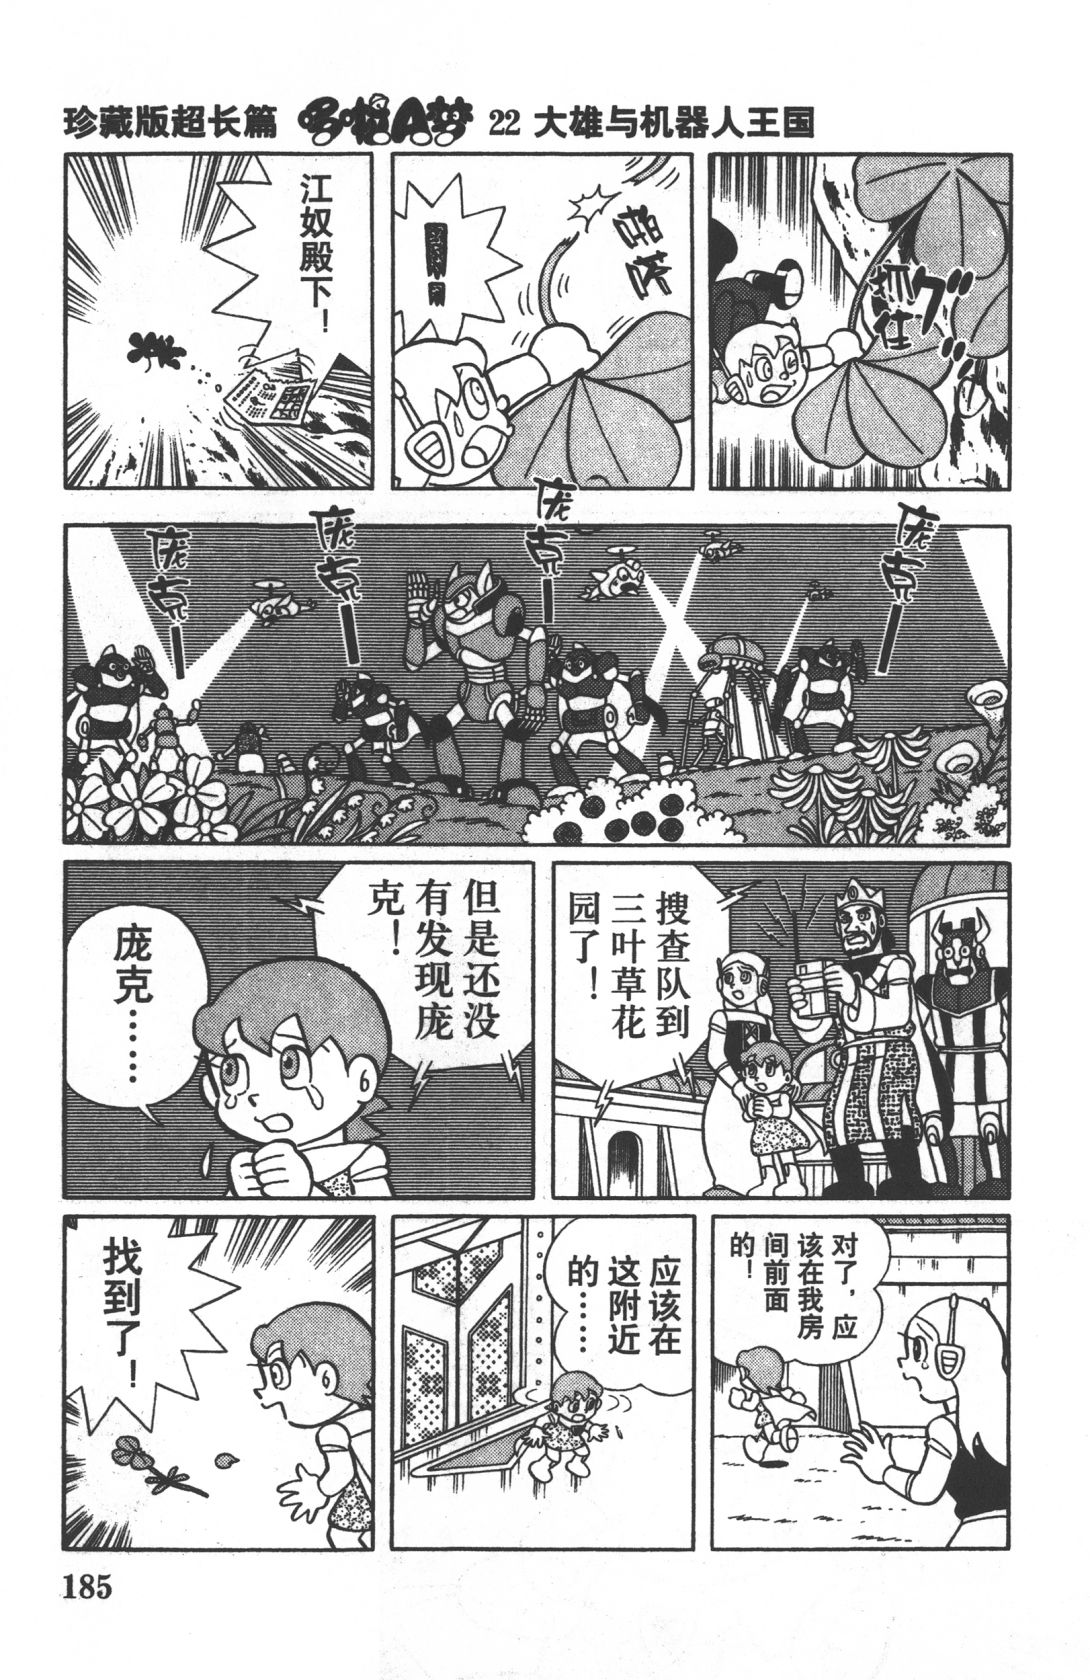 珍藏版超长篇 哆啦A梦 22 大雄与机器人王国
抓住
江奴殿下！
庞克——
庞克——
庞克——
庞克——
搜查队到
三叶草花
园了！
但是还没
有发现庞
克！
庞克……
对了，应
该在我房
间前面
的！
应该在
这附近
的……
找到了！
185